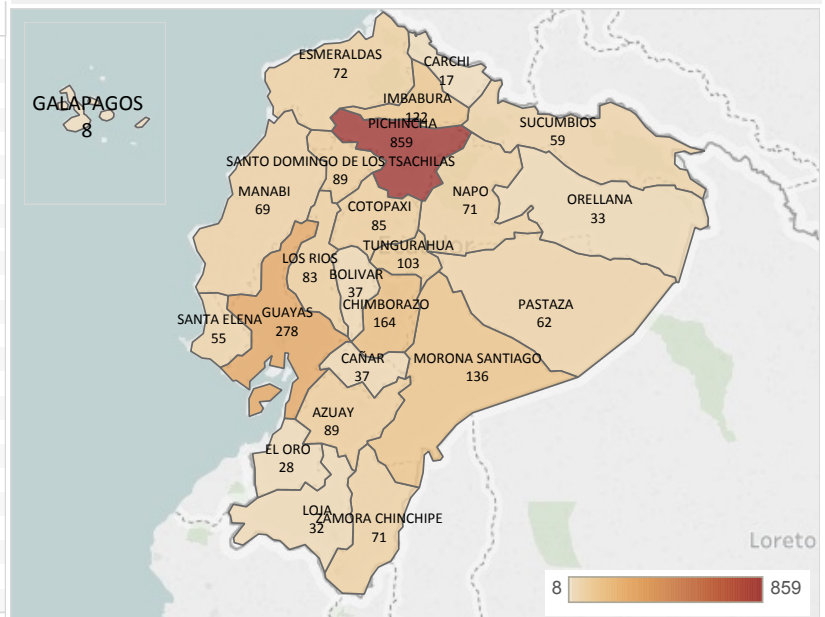 ESMERALDAS
72
CARCHI
17
GALAPAGOS
8
IMBABURA
122
PICHINCHA
859
SUCUMBIOS
59
SANTO DOMINGO DE LOS TSACHILAS
89
MANABI
69
NAPO
71
ORELLANA
33
COTOPAXI
85
TUNGURAHUA
103
Ecuador
LOS RIOS
83
BOLIVAR
37
CHIMBORAZO
164
PASTAZA
62
SANTA ELENA
55
GUAYAS
278
CAÑAR
37
MORONA SANTIAGO
136
AZUAY
89
EL ORO
28
LOJA
32
ZAMORA CHINCHIPE
71
Loreto
8 859